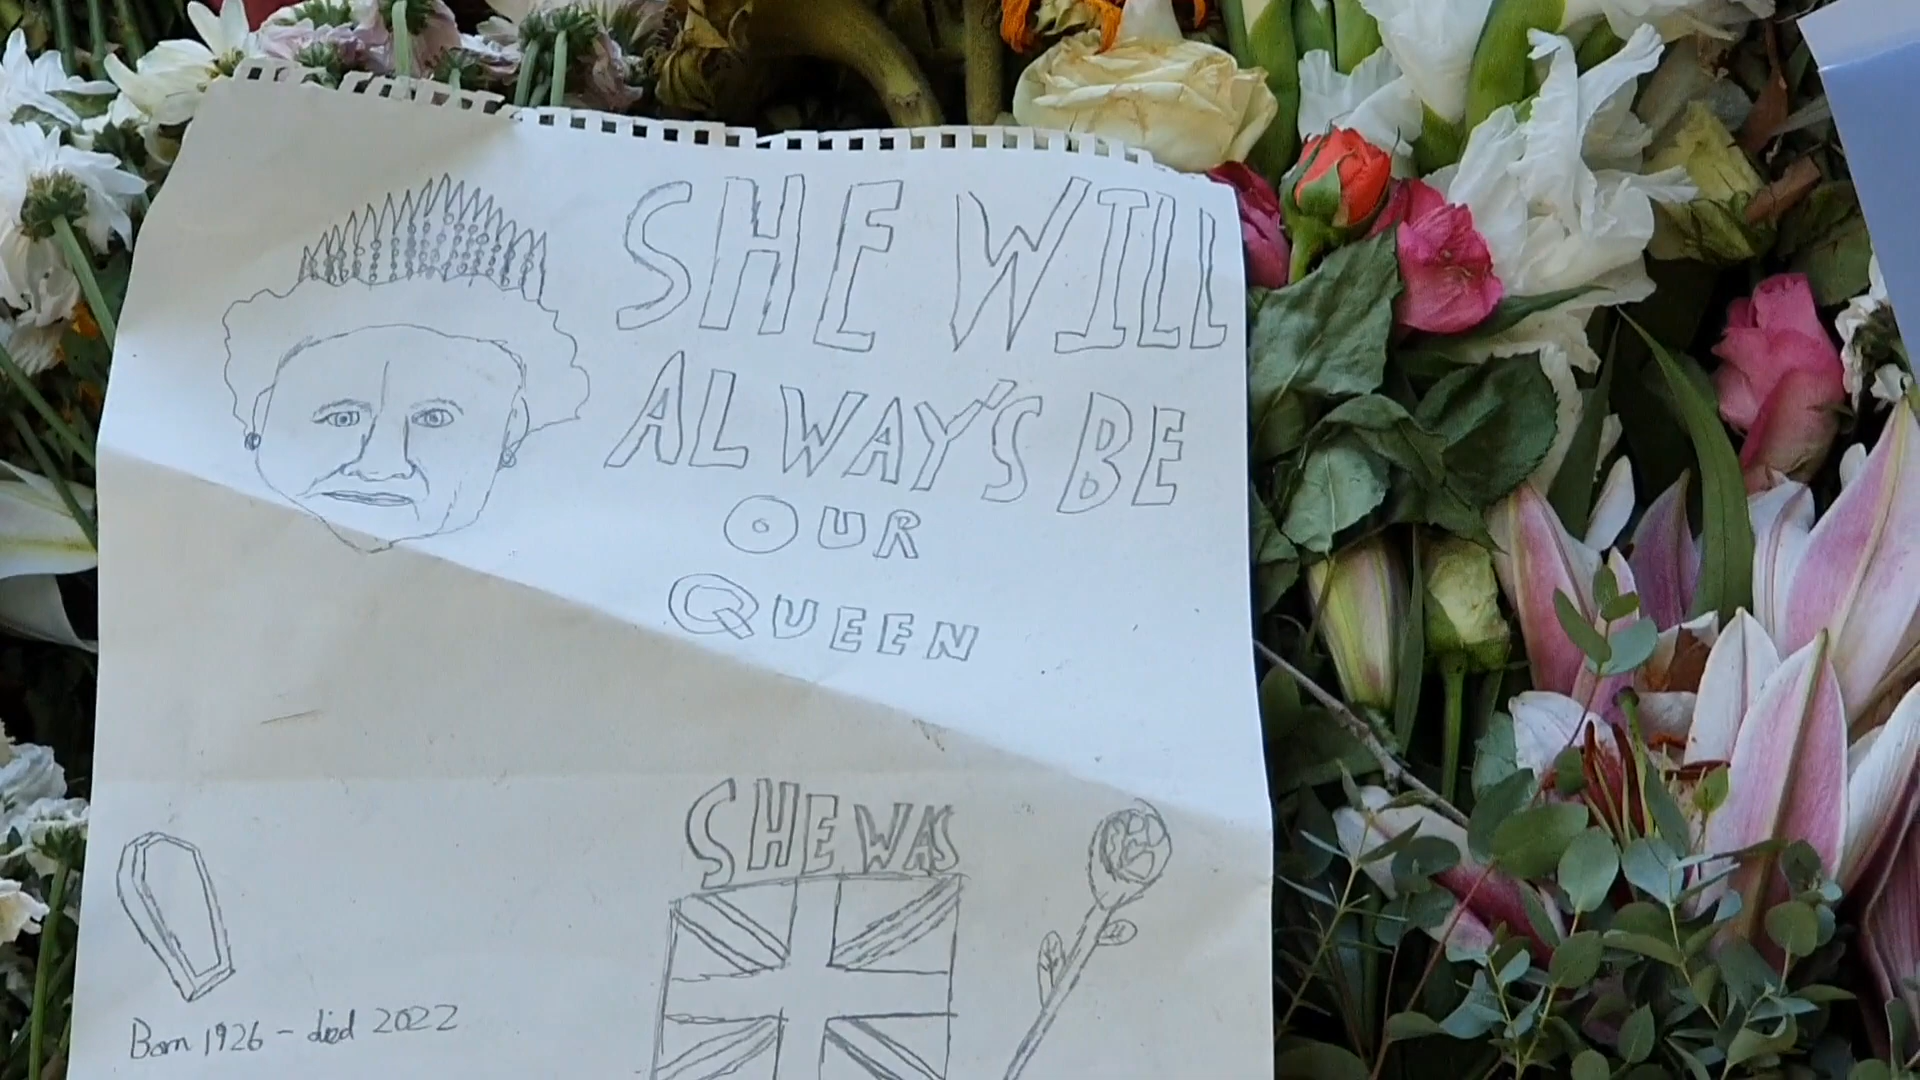 SHE WILL
ALWAY'S BE
OUR
QUEEN
SHE WAS
Born 1926 - died 2022